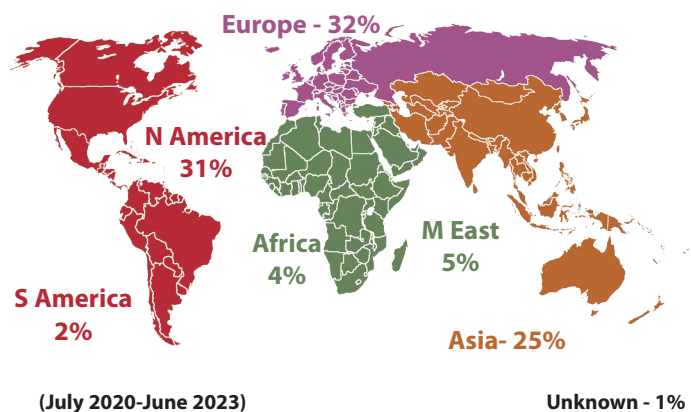 Europe - 32%
N America
31%
Africa
4%
M East
5%
S America
2%
Asia- 25%
(July 2020-June 2023)
Unknown - 1%